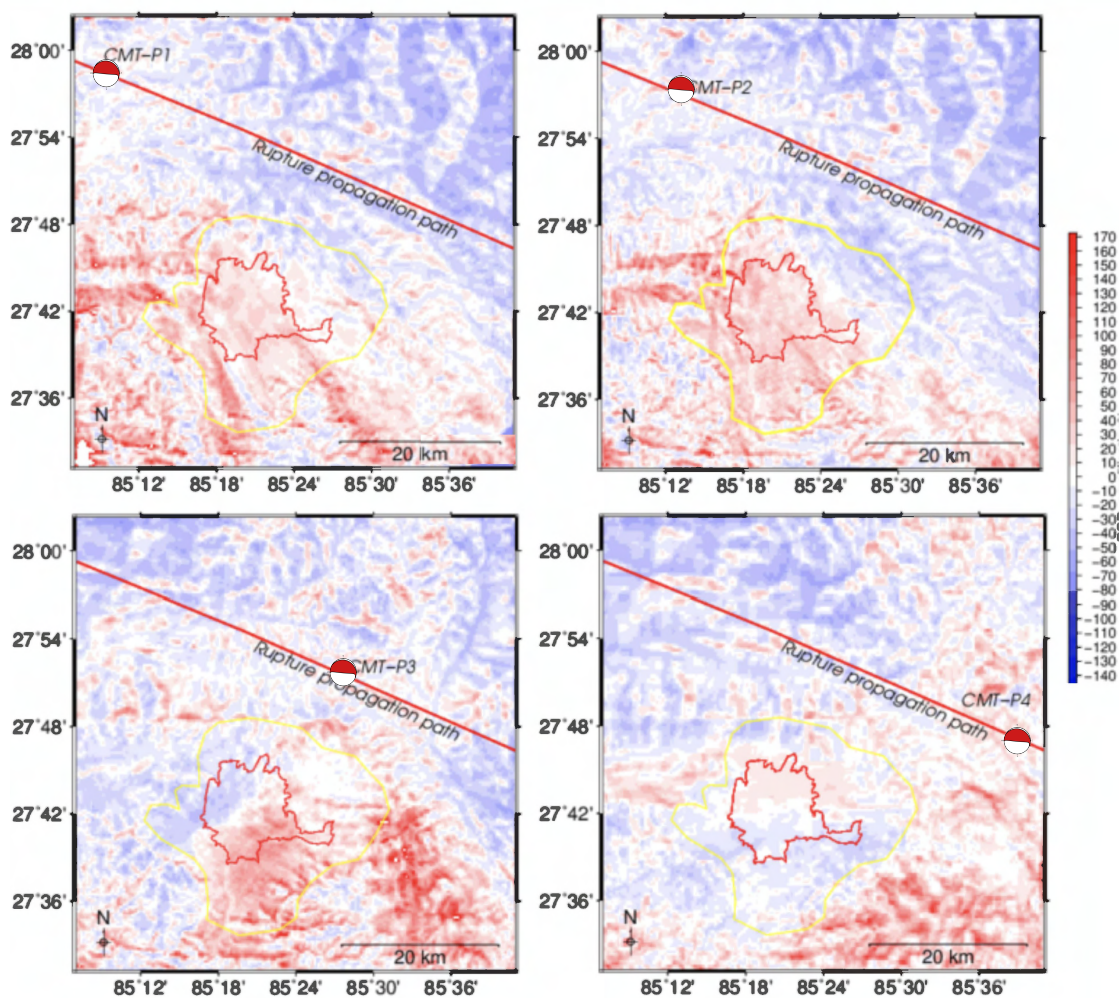 CMT-P1
28°00'
27°54'
27°48'
27°42'
27°36'
Rupture propagation path
N
20 km
85°12' 85°18' 85°24' 85°30' 85°36'
CMT-P2
28°00'
27°54'
27°48'
27°42'
27°36'
Rupture propagation path
N
20 km
85°12' 85°18' 85°24' 85°30' 85°36'
170
160
150
140
130
120
110
100
90
80
70
60
50
40
30
20
10
0
-10
-20
-30
-40
-50
-60
-70
-80
-90
-100
-110
-120
-130
-140
CMT-P3
28°00'
27°54'
27°48'
27°42'
27°36'
Rupture propagation path
N
20 km
85°12' 85°18' 85°24' 85°30' 85°36'
CMT-P4
28°00'
27°54'
27°48'
27°42'
27°36'
Rupture propagation path
N
20 km
85°12' 85°18' 85°24' 85°30' 85°36'